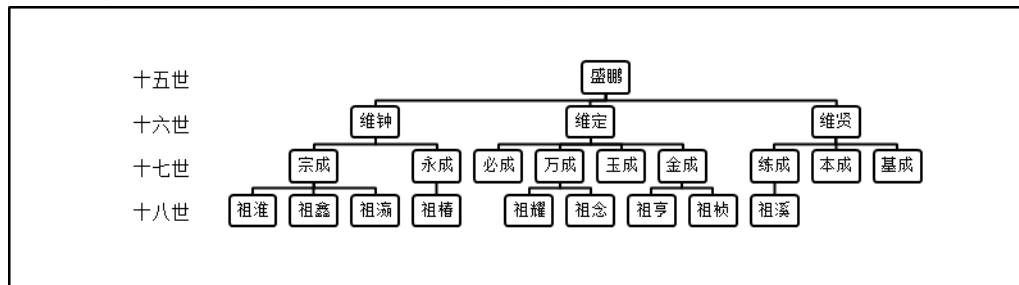 十五世 盛鹏
十六世 维钟 维定 维贤
十七世 宗成 永成 必成 万成 玉成 金成 练成 本成 基成
十八世 祖淮 祖鑫 祖瀛 祖椿 祖耀 祖念 祖亨 祖桢 祖溪